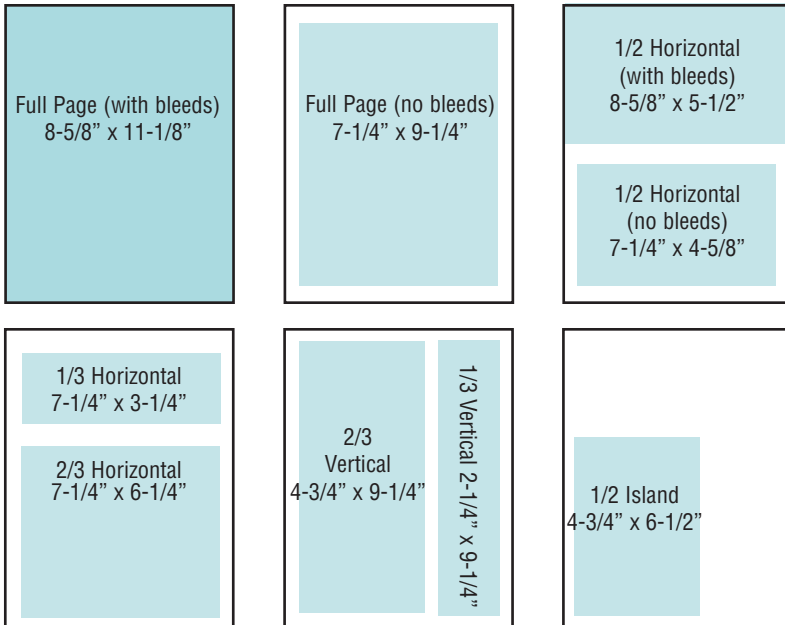 Full Page (with bleeds)
8-5/8” x 11-1/8”
Full Page (no bleeds)
7-1/4” x 9-1/4”
1/2 Horizontal
(with bleeds)
8-5/8” x 5-1/2”
1/2 Horizontal
(no bleeds)
7-1/4” x 4-5/8”
1/3 Horizontal
7-1/4” x 3-1/4”
2/3 Horizontal
7-1/4” x 6-1/4”
2/3
Vertical
4-3/4” x 9-1/4”
1/3 Vertical 2-1/4” x 9-1/4”
1/2 Island
4-3/4” x 6-1/2”